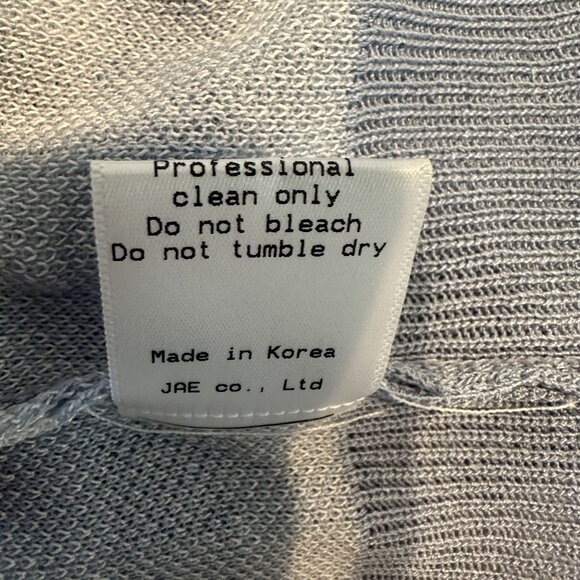 Professional
clean only
Do not bleach
Do not tumble dry
Made in Korea
JAE co., Ltd